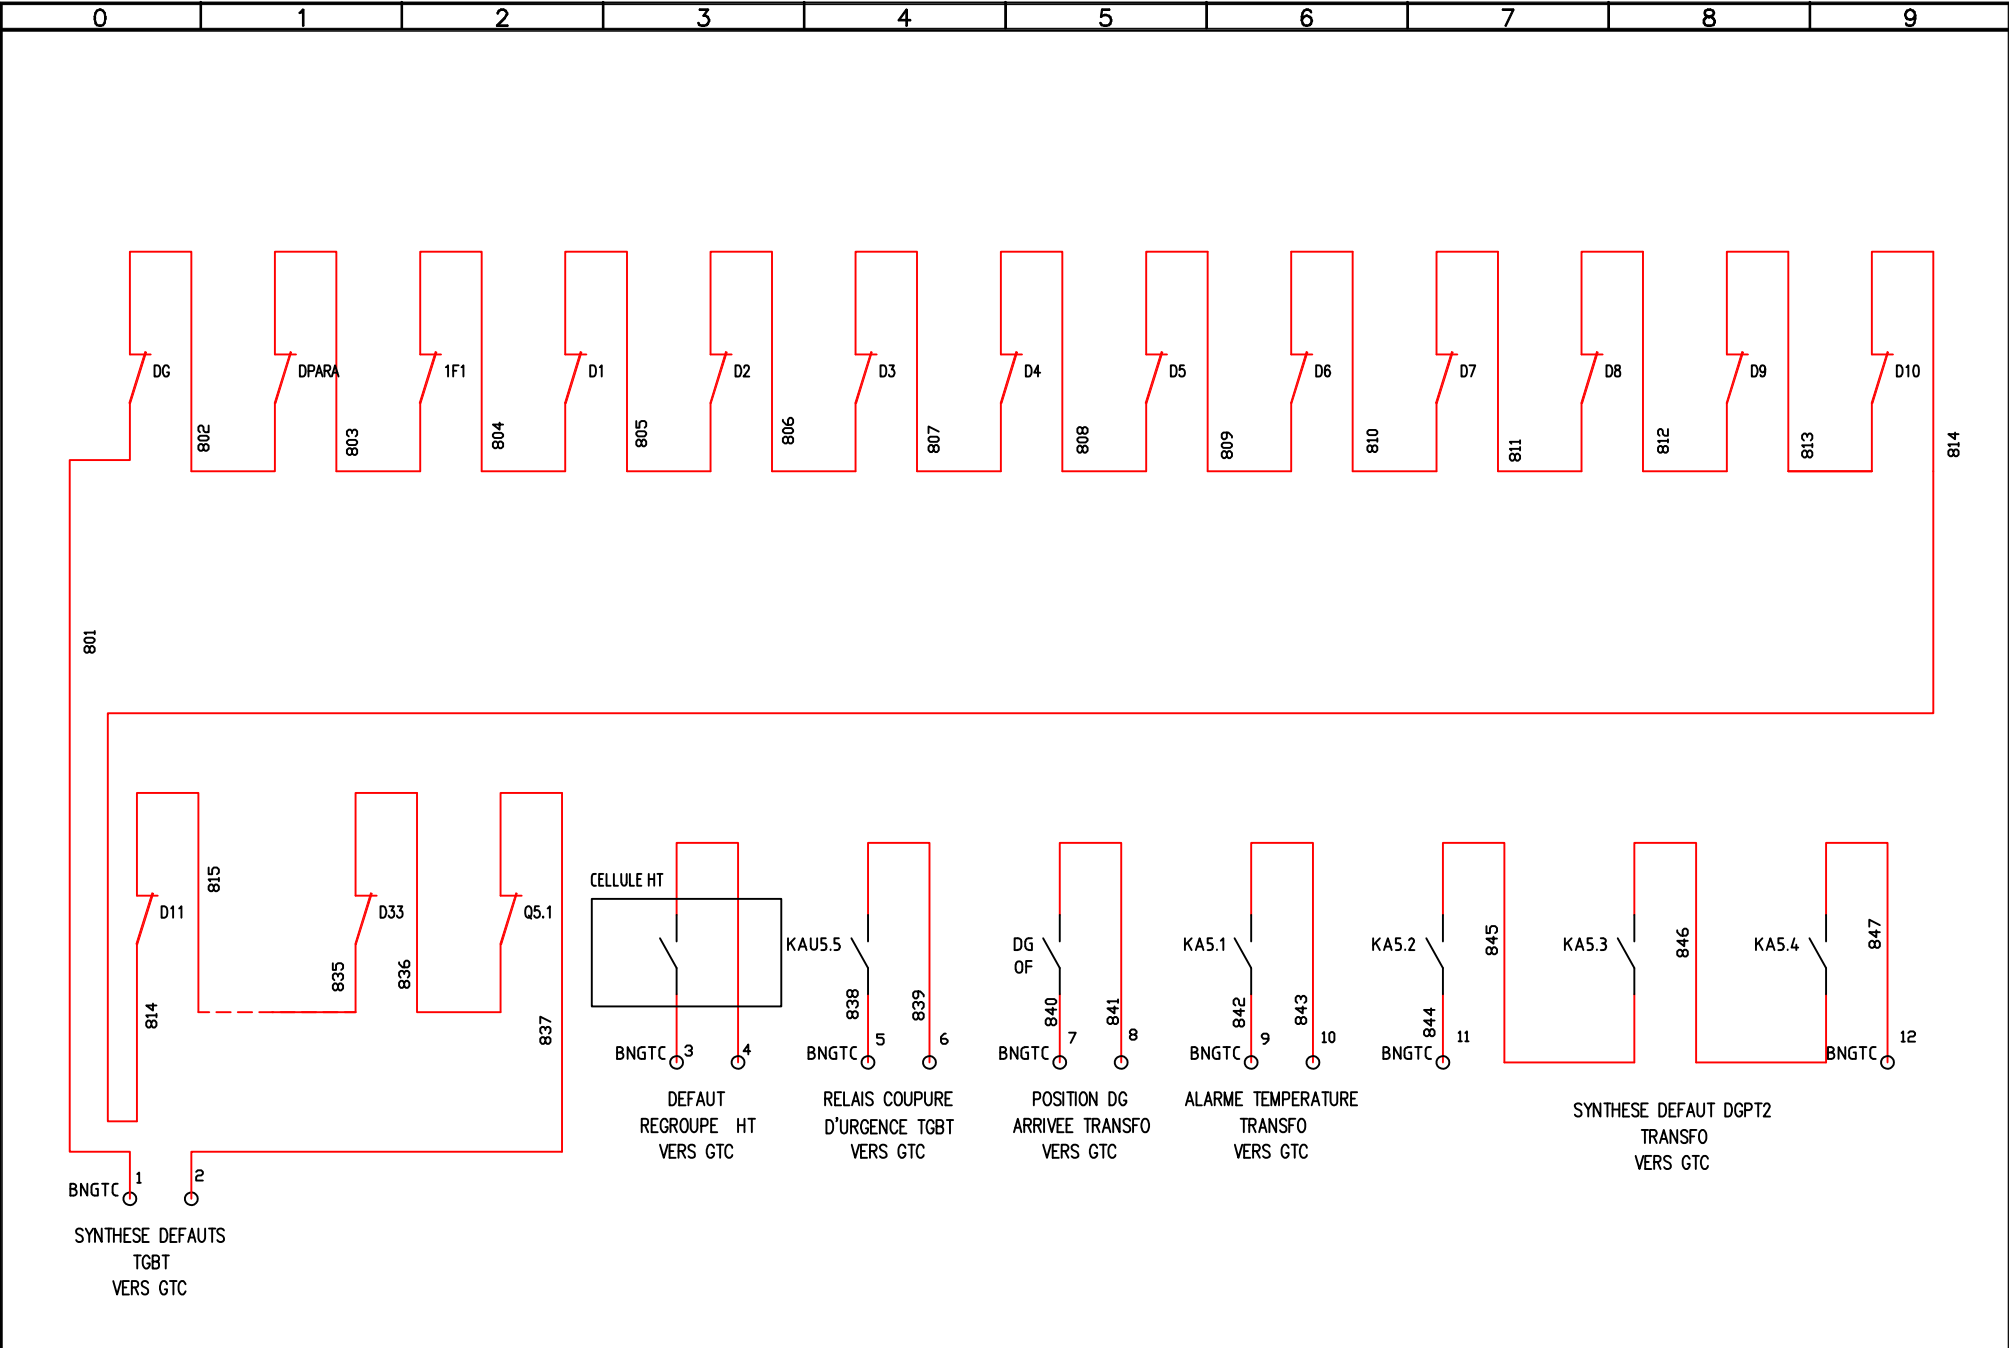 0 1 2 3 4 5 6 7 8 9
DG DPARA 1F1 D1 D2 D3 D4 D5 D6 D7 D8 D9 D10
802 803 804 805 806 807 808 809 810 811 812 813 814
801
D11 815 D33 Q5.1
814 835 836 837
CELLULE HT
KAU5.5
DG
OF
KA5.1
KA5.2
845
KA5.3
846
KA5.4
847
838 839 840 841 842 843 844
BNGTC 3 4
BNGTC 5 6
BNGTC 7 8
BNGTC 9 10
BNGTC 11
BNGTC 12
DEFAUT
REGROUPE HT
VERS GTC
RELAIS COUPURE
D'URGENCE TGBT
VERS GTC
POSITION DG
ARRIVEE TRANSFO
VERS GTC
ALARME TEMPERATURE
TRANSFO
VERS GTC
SYNTHESE DEFAUT DGPT2
TRANSFO
VERS GTC
BNGTC 1 2
SYNTHESE DEFAUTS
TGBT
VERS GTC